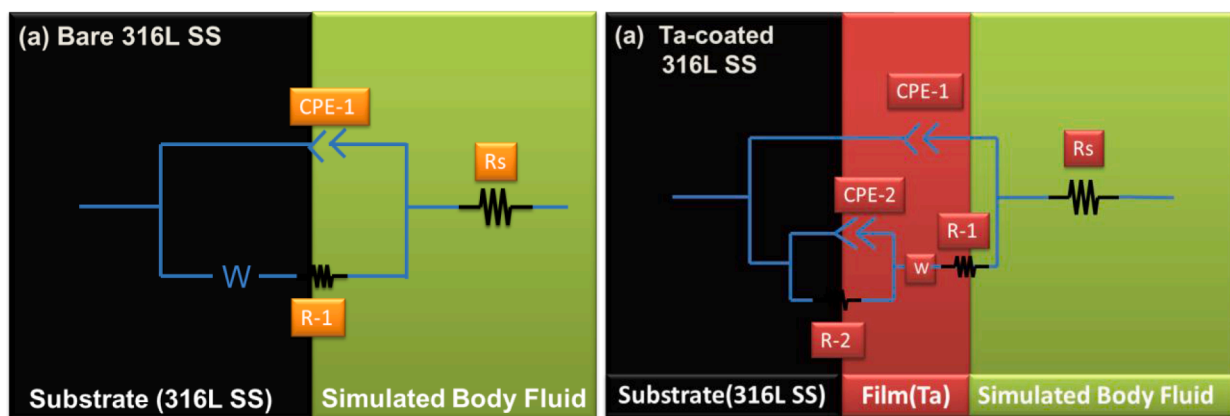 (a) Bare 316L SS
CPE-1
Rs
W
R-1
Substrate (316L SS)
Simulated Body Fluid
(a) Ta-coated
316L SS
CPE-1
Rs
CPE-2
R-1
W
R-2
Substrate(316L SS)
Film(Ta)
Simulated Body Fluid